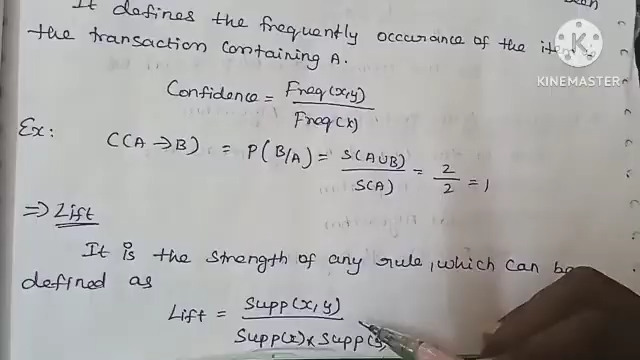 It defines the frequently occurance of the item
the transaction containing A.
KINEMASTER
Confidence = Freq(x,y) / Freq(x)
Ex:
C(A → B) = P(B/A) = S(A∪B) / S(A) = 2 / 2 = 1
⇒ Lift
It is the strength of any rule, which can be
defined as
Lift = Supp(x,y) / Supp(x) x Supp(y)